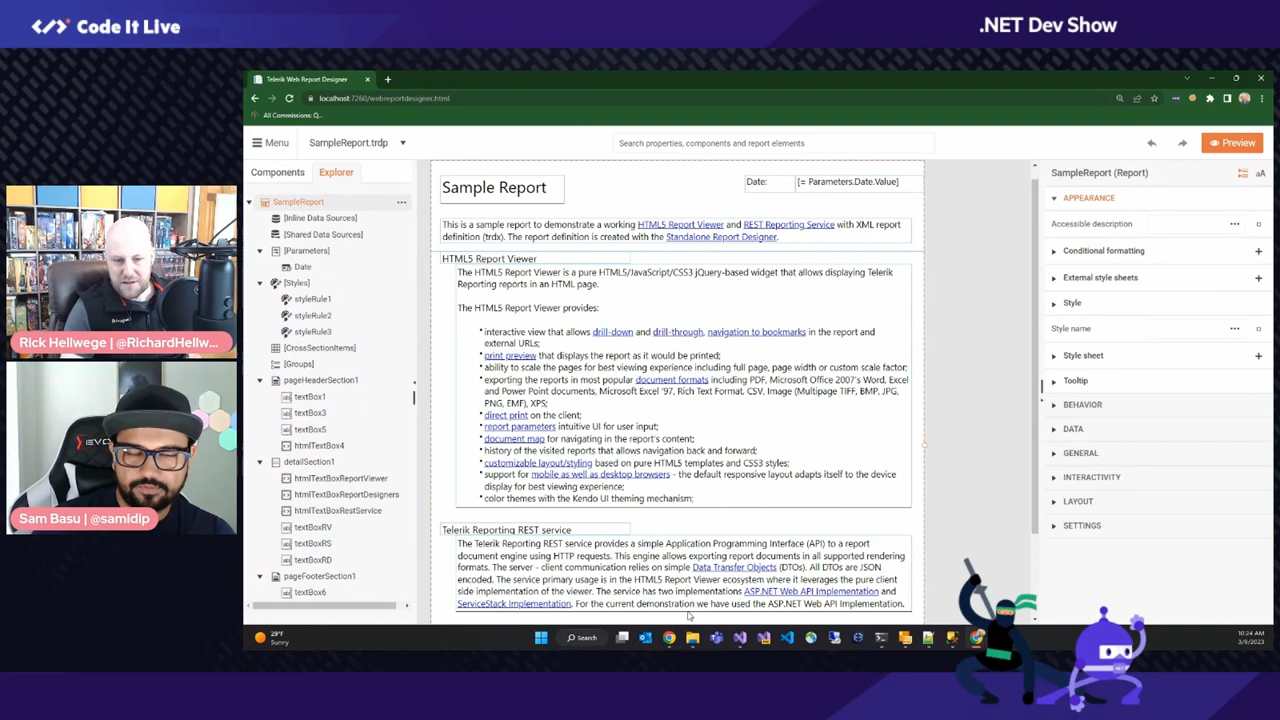 </> Code It Live
.NET Dev Show
Telerik Web Report Designer
localhost:7260/webreportdesigner.html
All Commissions: Q...
Menu
SampleReport.trdp
Search properties, components and report elements
Preview
Components
Explorer
SampleReport
[Inline Data Sources]
[Shared Data Sources]
[Parameters]
Date
[Styles]
styleRule1
styleRule2
styleRule3
[CrossSectionItems]
[Groups]
pageHeaderSection1
textBox1
textBox3
textBox5
htmlTextBox4
detailSection1
htmlTextBoxReportViewer
htmlTextBoxReportDesigners
htmlTextBoxRestService
textBoxRV
textBoxRS
textBoxRD
pageFooterSection1
textBox6
Sample Report
Date:
[= Parameters.Date.Value]
This is a sample report to demonstrate a working HTML5 Report Viewer and REST Reporting Service with XML report
definition (trdx). The report definition is created with the Standalone Report Designer.
HTML5 Report Viewer
The HTML5 Report Viewer is a pure HTML5/JavaScript/CSS3 jQuery-based widget that allows displaying Telerik
Reporting reports in an HTML page.
The HTML5 Report Viewer provides:
• interactive view that allows drill-down and drill-through, navigation to bookmarks in the report and
external URLs;
• print preview that displays the report as it would be printed;
• ability to scale the pages for best viewing experience including full page, page width or custom scale factor;
• exporting the reports in most popular document formats including PDF, Microsoft Office 2007's Word, Excel
and Power Point documents, Microsoft Excel '97, Rich Text Format, CSV, Image (Multipage TIFF, BMP, JPG,
PNG, EMF), XPS;
• direct print on the client;
• report parameters intuitive UI for user input;
• document map for navigating in the report's content;
• history of the visited reports that allows navigation back and forward;
• customizable layout/styling based on pure HTML5 templates and CSS3 styles;
• support for mobile as well as desktop browsers - the default responsive layout adapts itself to the device
display for best viewing experience;
• color themes with the Kendo UI theming mechanism;
Telerik Reporting REST service
The Telerik Reporting REST service provides a simple Application Programming Interface (API) to a report
document engine using HTTP requests. This engine allows exporting report documents in all supported rendering
formats. The server - client communication relies on simple Data Transfer Objects (DTOs). All DTOs are JSON
encoded. The service primary usage is in the HTML5 Report Viewer ecosystem where it leverages the pure client
side implementation of the viewer. The service has two implementations ASP.NET Web API Implementation and
ServiceStack Implementation. For the current demonstration we have used the ASP.NET Web API Implementation.
SampleReport (Report)
aA
APPEARANCE
Accessible description
Conditional formatting
External style sheets
Style
Style name
Style sheet
Tooltip
BEHAVIOR
DATA
GENERAL
INTERACTIVITY
LAYOUT
SETTINGS
Rick Hellwege | @RichardHellw...
Sam Basu | @samidip
29°F
Sunny
Search
10:24 AM
3/9/2023